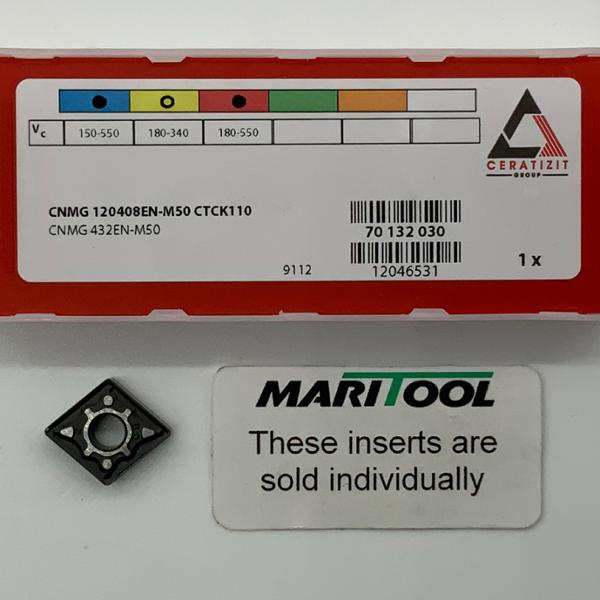 Vc 150-550 180-340 180-550
CERATIZIT
GROUP
CNMG 120408EN-M50 CTCK110
CNMG 432EN-M50
70 132 030
9112 12046531
1 x
MARITOOL
These inserts are
sold individually